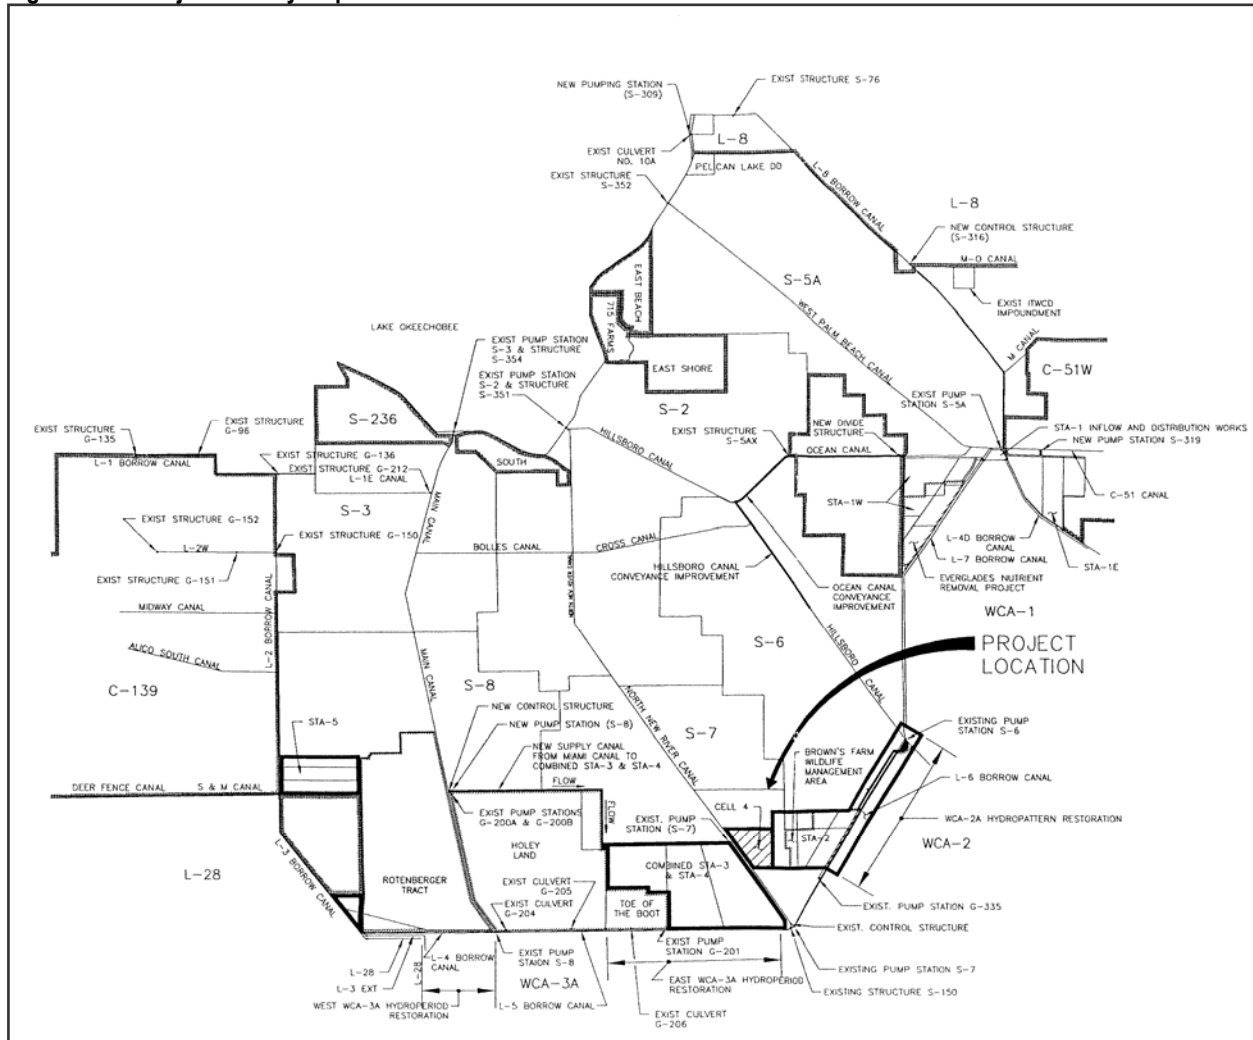 EXIST STRUCTURE S-76
NEW PUMPING STATION
(S-309)
L-8
EXIST CULVERT
NO. 10A
PELICAN LAKE DD
EXIST STRUCTURE
S-352
L-8 BORROW CANAL
L-8
NEW CONTROL STRUCTURE
(S-316)
M-O CANAL
EXIST ITWCD
IMPOUNDMENT
S-5A
EAST BEACH
715 FARMS
WEST PALM BEACH CANAL
LAKE OKEECHOBEE
EXIST PUMP STATION
S-3 & STRUCTURE
S-354
EXIST PUMP STATION
S-2 & STRUCTURE
S-351
EAST SHORE
M CANAL
C-51W
S-2
EXIST PUMP
STATION S-5A
S-236
EXIST STRUCTURE
G-135
EXIST STRUCTURE
G-96
EXIST STRUCTURE
S-5AX
NEW DIVIDE
STRUCTURE
STA-1 INFLOW AND DISTRIBUTION WORKS
NEW PUMP STATION S-319
OCEAN CANAL
HILLSBORO CANAL
L-1 BORROW CANAL
EXIST STRUCTURE G-136
EXIST STRUCTURE G-212
L-1E CANAL
SOUTH
MAIN CANAL
STA-1W
C-51 CANAL
S-3
EXIST STRUCTURE G-152
EXIST STRUCTURE G-150
L-2W
EXIST STRUCTURE G-151
BOLLES CANAL
CROSS CANAL
HILLSBORO CANAL
CONVEYANCE IMPROVEMENT
L-4D BORROW
CANAL
L-7 BORROW CANAL
STA-1E
EVERGLADES NUTRIENT
REMOVAL PROJECT
OCEAN CANAL
CONVEYANCE
IMPROVEMENT
WCA-1
MIDWAY CANAL
L-2 BORROW CANAL
NORTH NEW RIVER CANAL
S-6
HILLSBORO CANAL
PROJECT
LOCATION
ALICO SOUTH CANAL
C-139
MAIN CANAL
S-8
NEW CONTROL STRUCTURE
NEW PUMP STATION (S-8)
NEW SUPPLY CANAL
FROM MIAMI CANAL TO
COMBINED STA-3 & STA-4
FLOW
FLOW
NORTH NEW RIVER CANAL
S-7
STA-5
BROWN'S FARM
WILDLIFE
MANAGEMENT
AREA
EXISTING PUMP
STATION S-6
L-6 BORROW CANAL
DEER FENCE CANAL
S & M CANAL
CELL 4
EXIST PUMP STATIONS
G-200A & G-200B
EXIST. PUMP
STATION (S-7)
STA-2
WCA-2A HYDROPATTERN RESTORATION
WCA-2
HOLEY
LAND
COMBINED STA-3
& STA-4
L-28
L-3 BORROW CANAL
ROTENBERGER
TRACT
EXIST CULVERT
G-205
EXIST CULVERT
G-204
TOE OF
THE BOOT
EXIST. PUMP STATION G-335
EXIST. CONTROL STRUCTURE
EXIST PUMP
STATION G-201
EXIST PUMP
STAION S-8
L-4 BORROW
CANAL
L-28
L-28
L-3 EXT
WCA-3A
EXISTING PUMP STATION S-7
EAST WCA-3A HYDROPERIOD
RESTORATION
EXISTING STRUCTURE S-150
WEST WCA-3A HYDROPERIOD
RESTORATION
L-5 BORROW CANAL
EXIST CULVERT
G-206